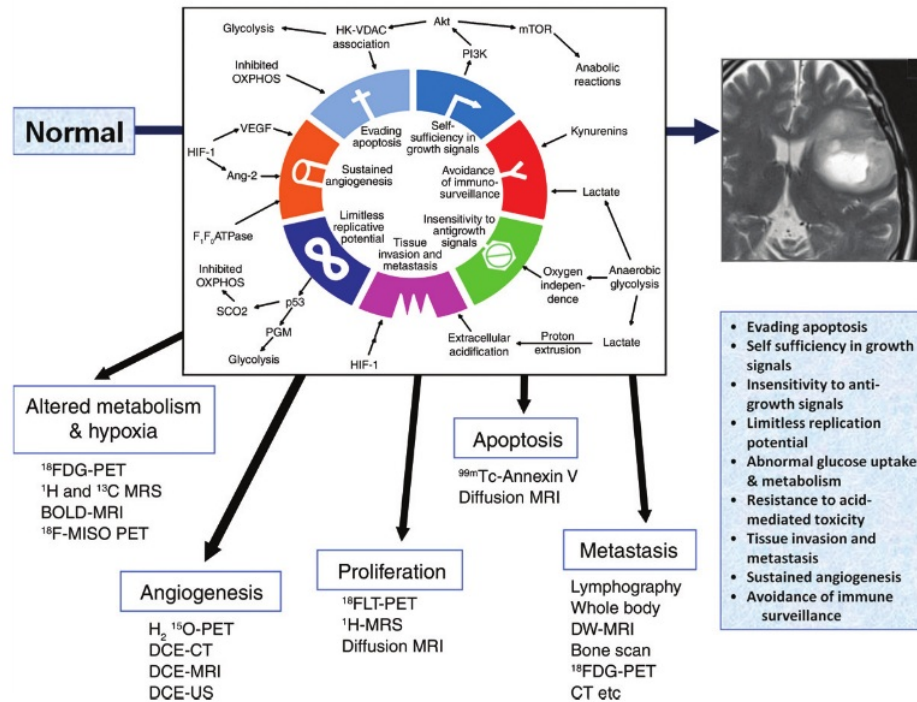 Normal
Glycolysis
HK-VDAC
association
Akt
mTOR
PI3K
Anabolic
reactions
Inhibited
OXPHOS
VEGF
HIF-1
Ang-2
F₁F₀ATPase
Inhibited
OXPHOS
SCO2
p53
PGM
Glycolysis
HIF-1
Evading
apoptosis
Self-
sufficiency in
growth signals
Sustained
angiogenesis
Avoidance
of immuno-
surveillance
Limitless
replicative
potential
Insensitivity to
antigrowth
signals
Tissue
invasion and
metastasis
Kynurenins
Lactate
Anaerobic
glycolysis
Oxygen
indepen-
dence
Extracellular
acidification
Proton
extrusion
Lactate
Altered metabolism
& hypoxia
¹⁸FDG-PET
¹H and ¹³C MRS
BOLD-MRI
¹⁸F-MISO PET
Angiogenesis
H₂ ¹⁵O-PET
DCE-CT
DCE-MRI
DCE-US
Proliferation
¹⁸FLT-PET
¹H-MRS
Diffusion MRI
Apoptosis
⁹⁹ᵐTc-Annexin V
Diffusion MRI
Metastasis
Lymphography
Whole body
DW-MRI
Bone scan
¹⁸FDG-PET
CT etc
• Evading apoptosis
• Self sufficiency in growth
signals
• Insensitivity to anti-
growth signals
• Limitless replication
potential
• Abnormal glucose uptake
& metabolism
• Resistance to acid-
mediated toxicity
• Tissue invasion and
metastasis
• Sustained angiogenesis
• Avoidance of immune
surveillance